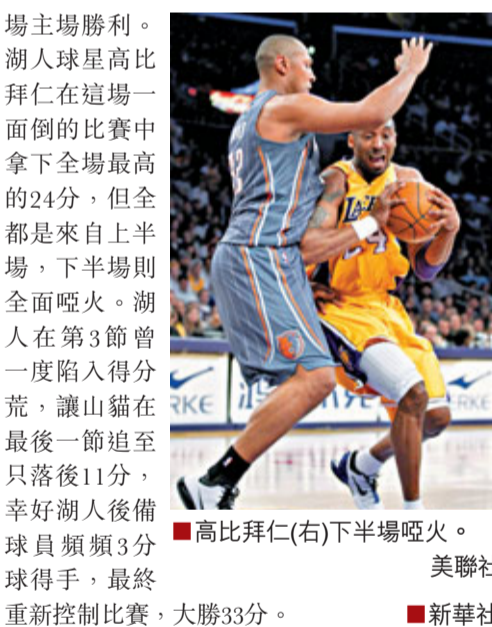 場主場勝利。
湖人球星高比
拜仁在這場一
面倒的比賽中
拿下全場最高
的24分，但全
都是來自上半
場，下半場則
全面啞火。湖
人在第3節曾
一度陷入得分
荒，讓山貓在
最後一節追至
只落後11分，
幸好湖人後備
球員頻頻3分
球得手，最終
重新控制比賽，大勝33分。
24
RKE
ERKE
■高比拜仁(右)下半場啞火。
美聯社
■新華社